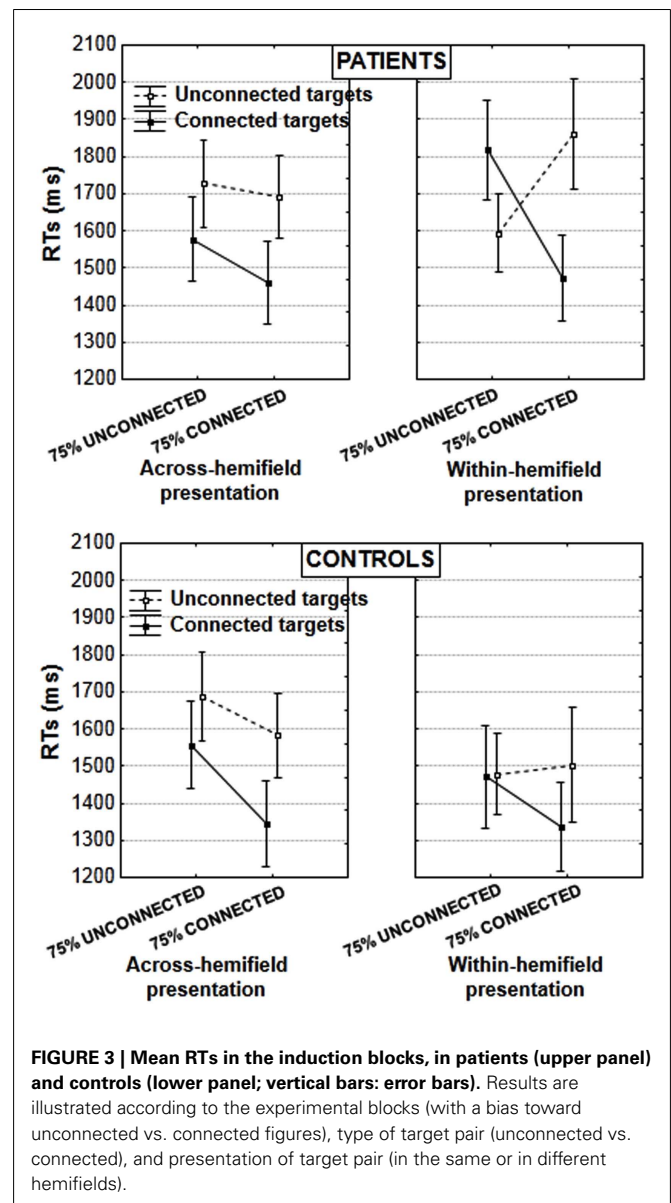 PATIENTS
Unconnected targets
Connected targets
RTs (ms)
2100
2000
1900
1800
1700
1600
1500
1400
1300
1200
75% UNCONNECTED
75% CONNECTED
Across-hemifield
presentation
75% UNCONNECTED
75% CONNECTED
Within-hemifield
presentation
CONTROLS
Unconnected targets
Connected targets
RTs (ms)
2100
2000
1900
1800
1700
1600
1500
1400
1300
1200
75% UNCONNECTED
75% CONNECTED
Across-hemifield
presentation
75% UNCONNECTED
75% CONNECTED
Within-hemifield
presentation
FIGURE 3 | Mean RTs in the induction blocks, in patients (upper panel)
and controls (lower panel; vertical bars: error bars). Results are
illustrated according to the experimental blocks (with a bias toward
unconnected vs. connected figures), type of target pair (unconnected vs.
connected), and presentation of target pair (in the same or in different
hemifields).